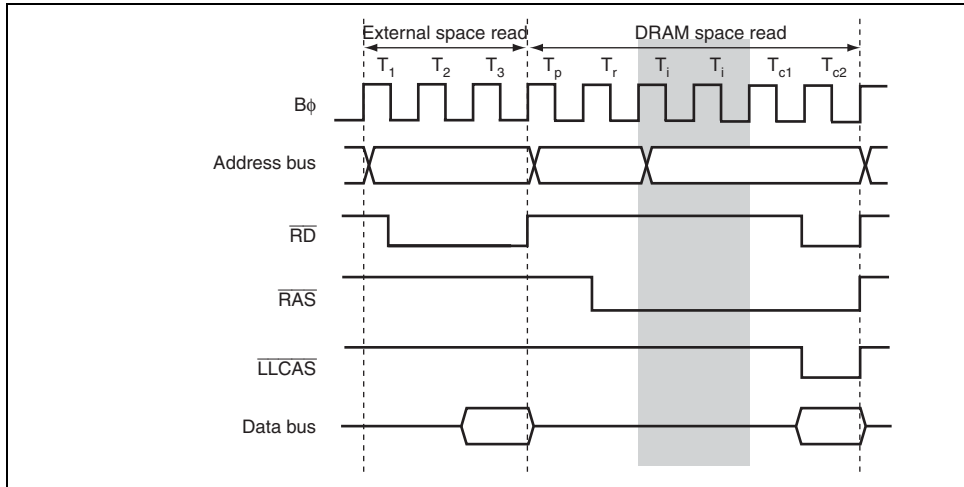 External space read DRAM space read
T1 T2 T3 Tp Tr Ti Ti Tc1 Tc2
Bφ
Address bus
RD
RAS
LLCAS
Data bus